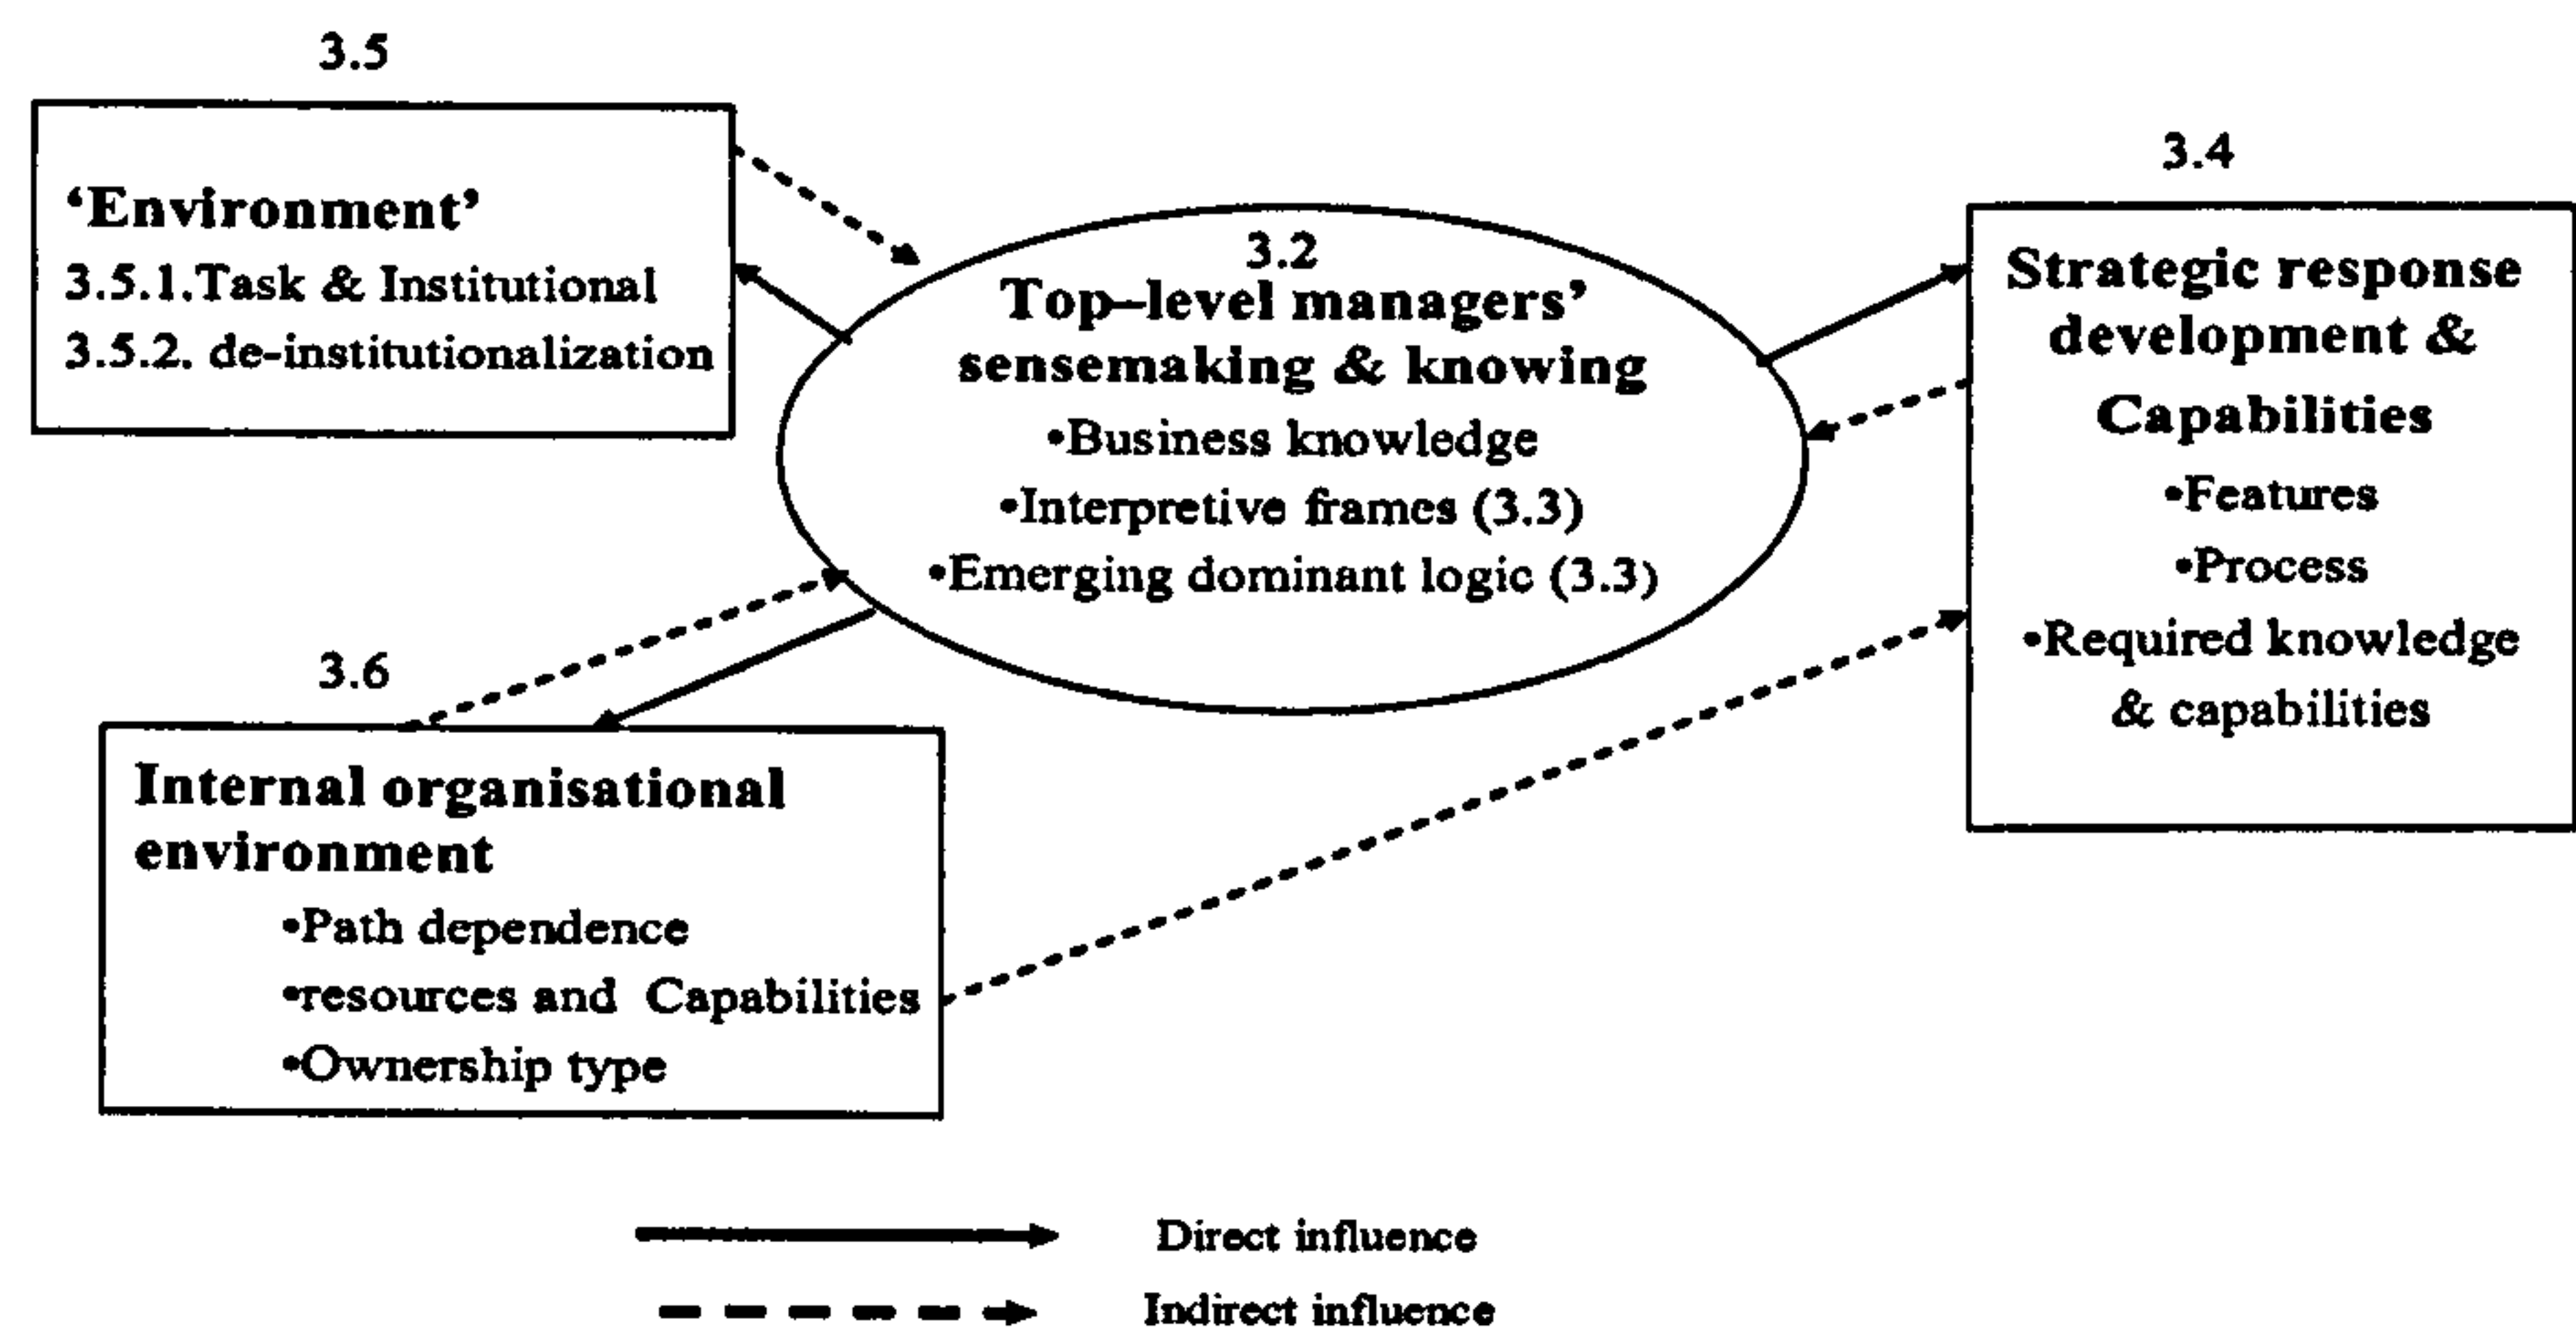 3.5
‘Environment’
3.5.1.Task & Institutional
3.5.2. de-institutionalization
3.2
Top–level managers’
sensemaking & knowing
•Business knowledge
•Interpretive frames (3.3)
•Emerging dominant logic (3.3)
3.4
Strategic response
development &
Capabilities
•Features
•Process
•Required knowledge
& capabilities
3.6
Internal organisational
environment
•Path dependence
•resources and Capabilities
•Ownership type
Direct influence
Indirect influence